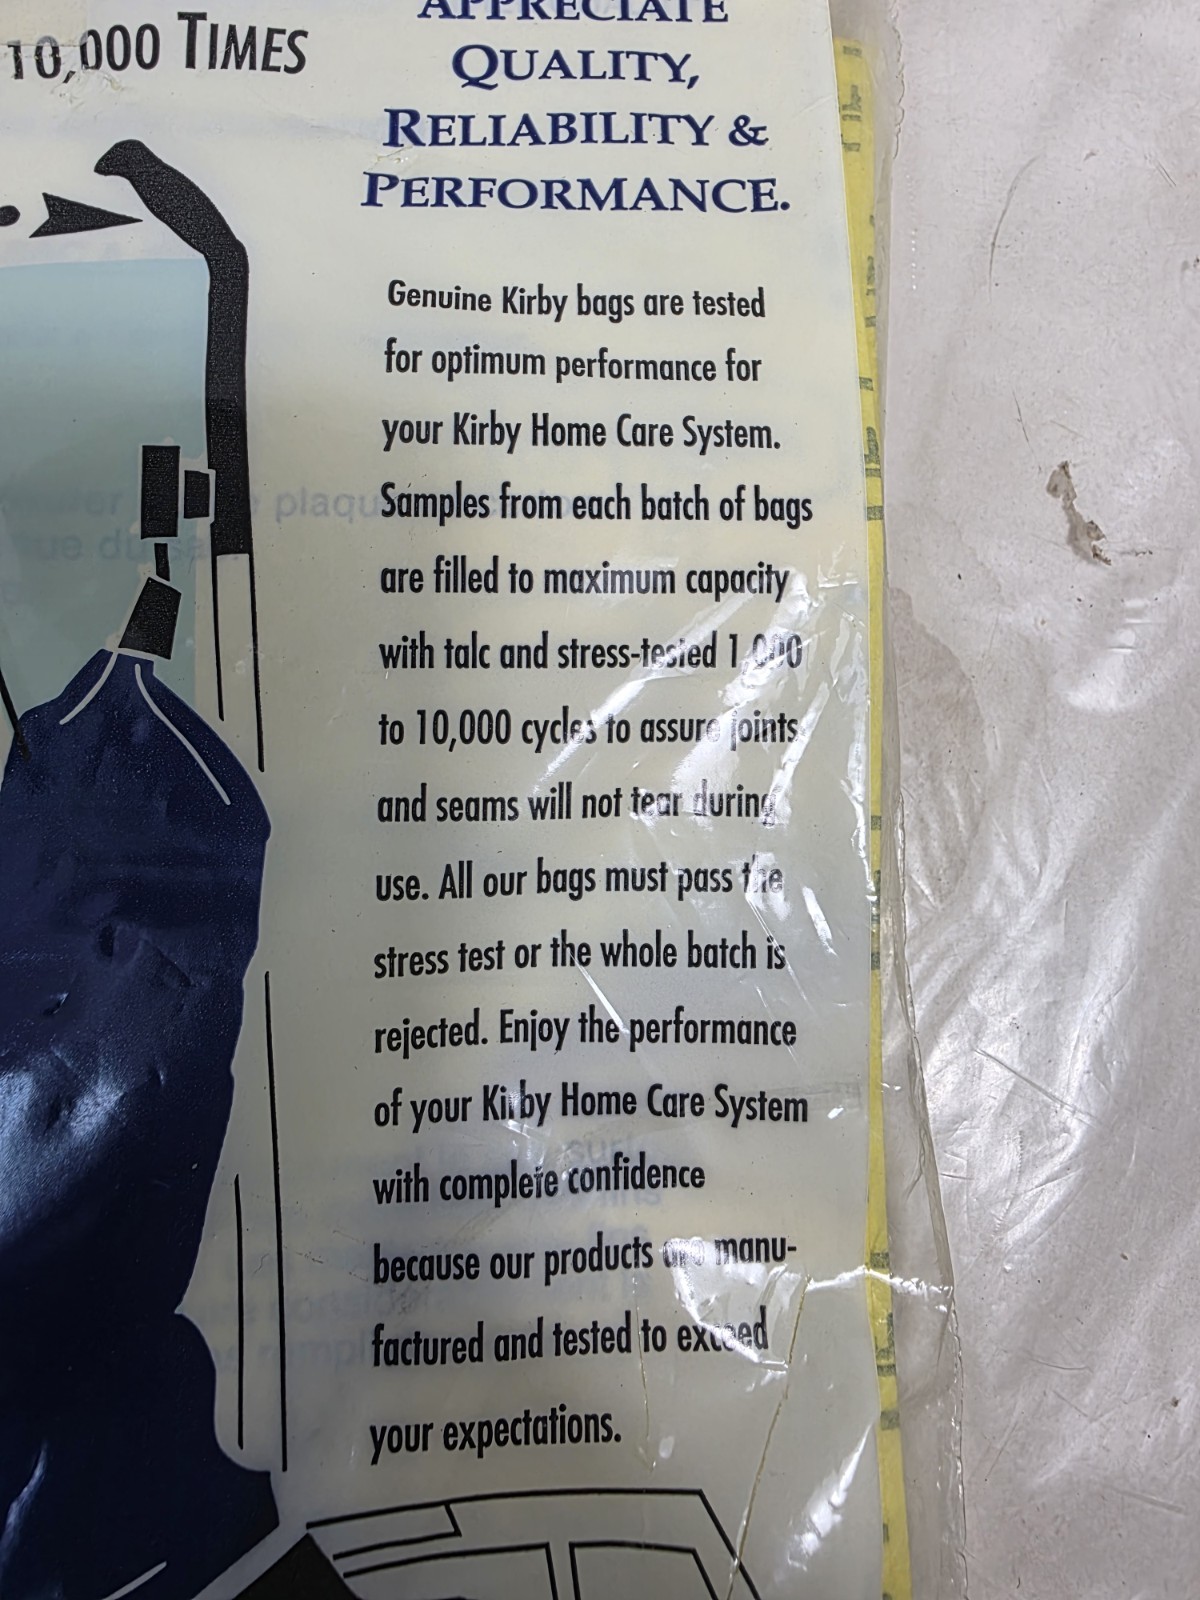 10,000 TIMES
APPRECIATE
QUALITY,
RELIABILITY &
PERFORMANCE.
Genuine Kirby bags are tested
for optimum performance for
your Kirby Home Care System.
Samples from each batch of bags
are filled to maximum capacity
with talc and stress-tested 1,000
to 10,000 cycles to assure joints
and seams will not tear during
use. All our bags must pass the
stress test or the whole batch is
rejected. Enjoy the performance
of your Kirby Home Care System
with complete confidence
because our products are manu-
factured and tested to exceed
your expectations.